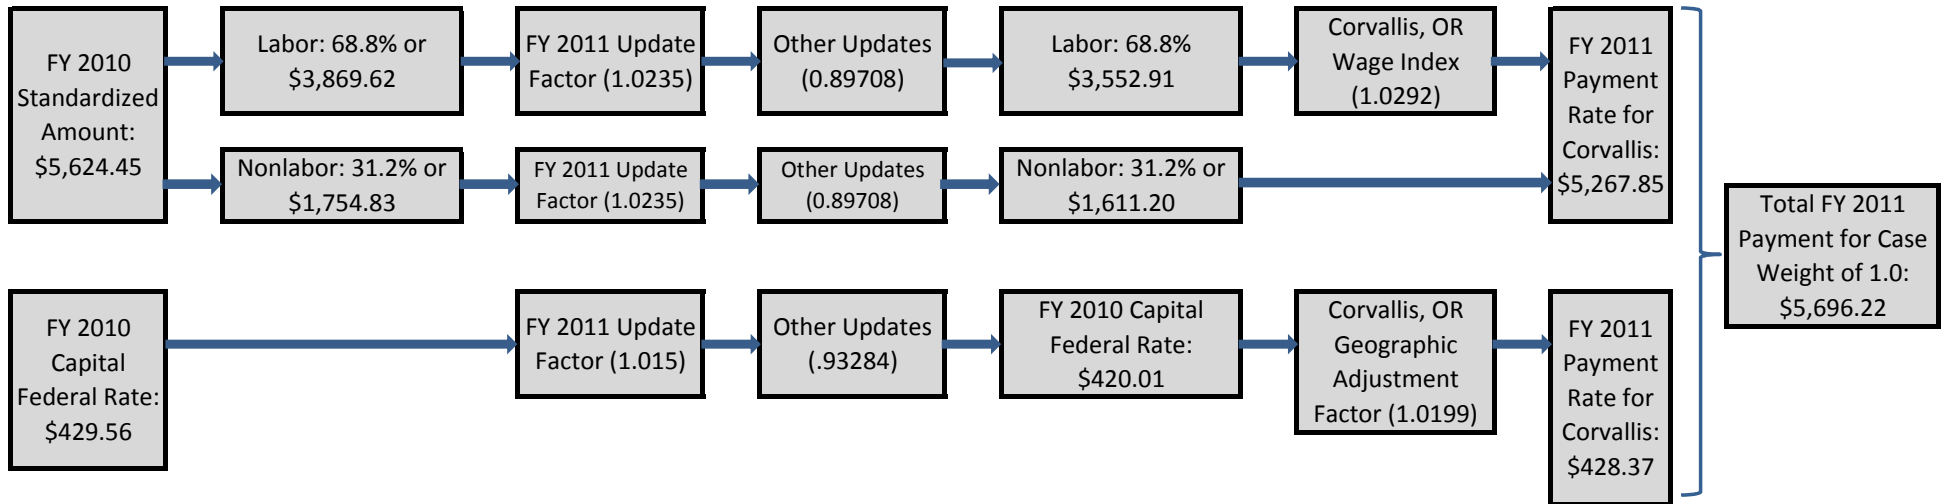 FY 2010
Standardized
Amount:
$5,624.45
Labor: 68.8% or
$3,869.62
FY 2011 Update
Factor (1.0235)
Other Updates
(0.89708)
Labor: 68.8%
$3,552.91
Corvallis, OR
Wage Index
(1.0292)
FY 2011
Payment
Rate for
Corvallis:
$5,267.85
Nonlabor: 31.2% or
$1,754.83
FY 2011 Update
Factor (1.0235)
Other Updates
(0.89708)
Nonlabor: 31.2% or
$1,611.20
Total FY 2011
Payment for Case
Weight of 1.0:
$5,696.22
FY 2010
Capital
Federal Rate:
$429.56
FY 2011 Update
Factor (1.015)
Other Updates
(.93284)
FY 2010 Capital
Federal Rate:
$420.01
Corvallis, OR
Geographic
Adjustment
Factor (1.0199)
FY 2011
Payment
Rate for
Corvallis:
$428.37